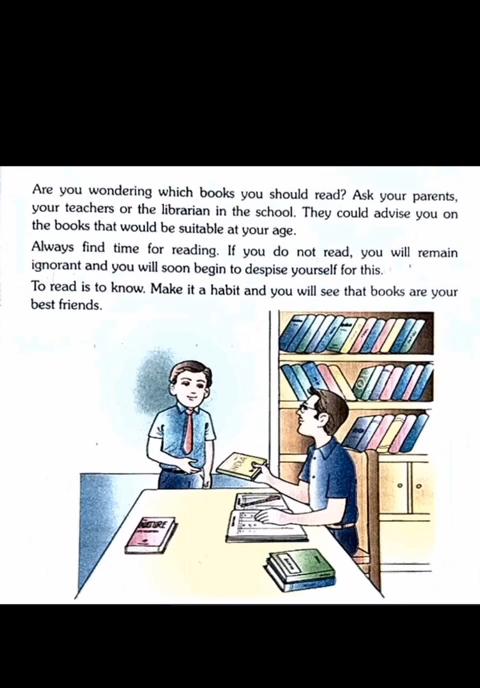 Are you wondering which books you should read? Ask your parents,
your teachers or the librarian in the school. They could advise you on
the books that would be suitable at your age.
Always find time for reading. If you do not read, you will remain
ignorant and you will soon begin to despise yourself for this.
To read is to know. Make it a habit and you will see that books are your
best friends.
NATURE